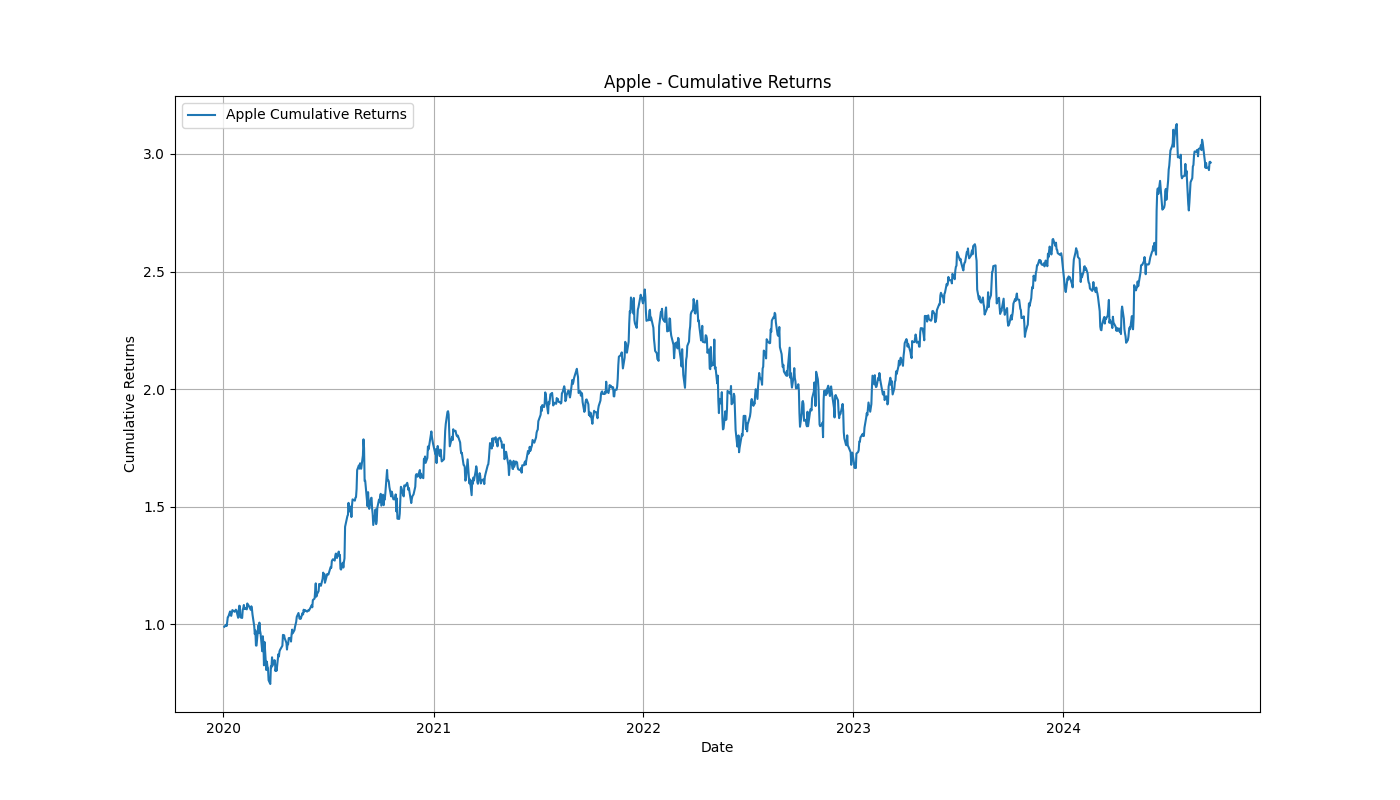 Apple - Cumulative Returns
Apple Cumulative Returns
3.0
2.5
2.0
1.5
1.0
Cumulative Returns
2020 2021 2022 2023 2024
Date